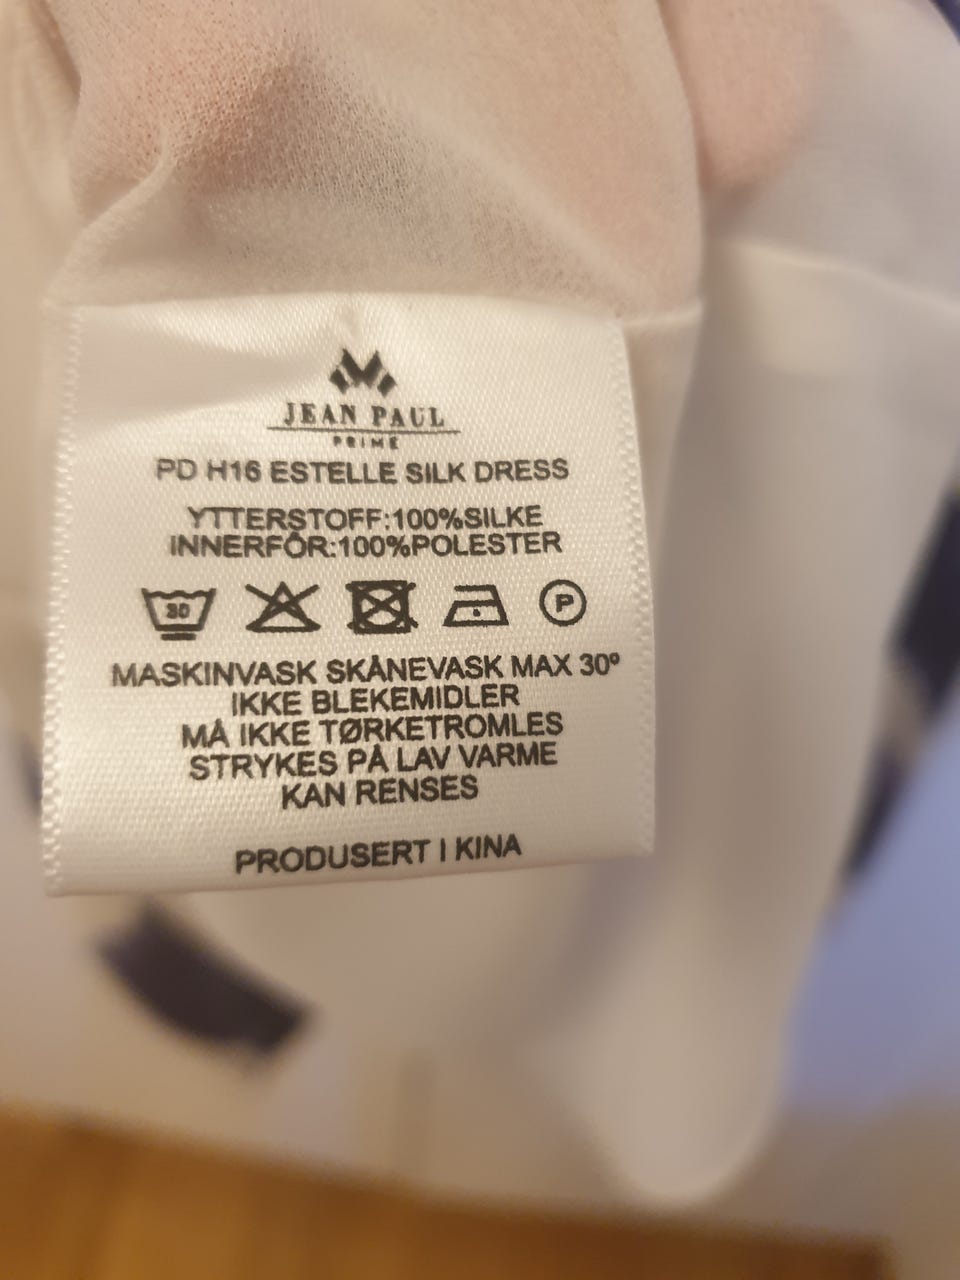 JEAN PAUL
PRIME
PD H16 ESTELLE SILK DRESS
YTTERSTOFF:100%SILKE
INNERFÔR:100%POLESTER
30 P
MASKINVASK SKÅNEVASK MAX 30º
IKKE BLEKEMIDLER
MÅ IKKE TØRKETROMLES
STRYKES PÅ LAV VARME
KAN RENSES
PRODUSERT I KINA